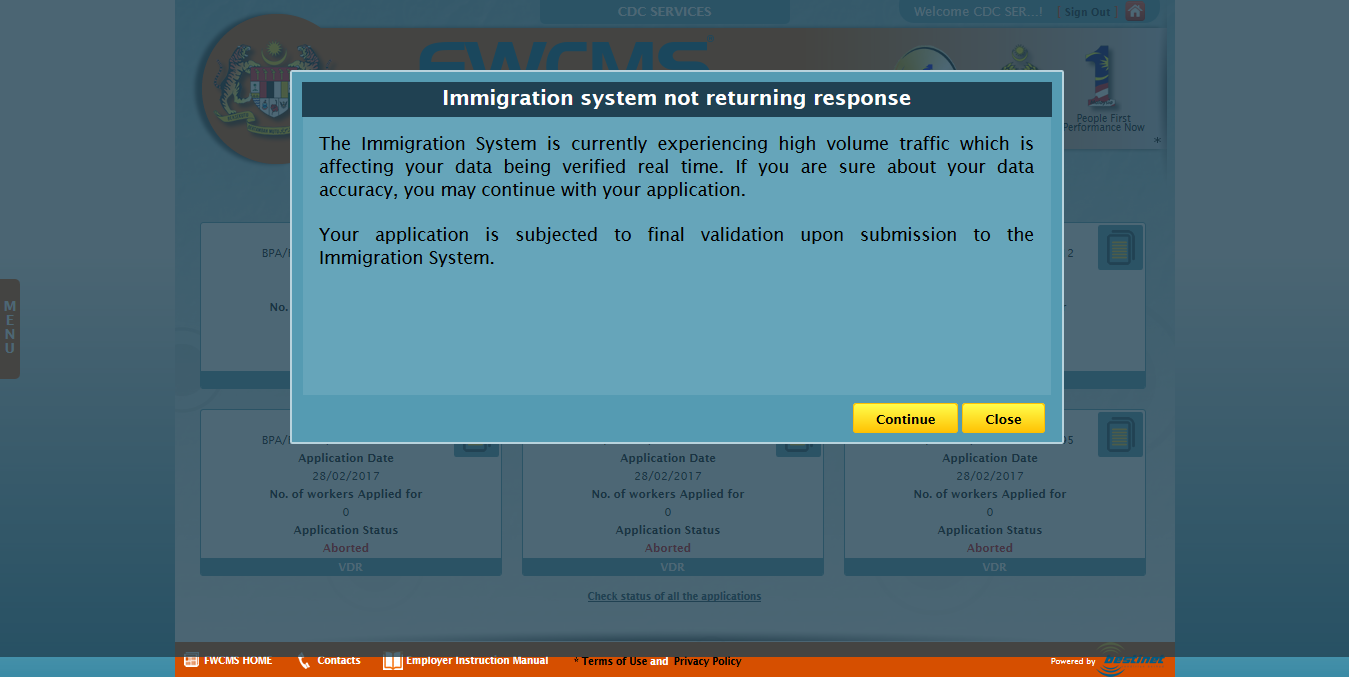 CDC SERVICES
Welcome CDC SER...! | Sign Out |
FWCMS
1
People First
Performance Now
*
Immigration system not returning response
The Immigration System is currently experiencing high volume traffic which is
affecting your data being verified real time. If you are sure about your data
accuracy, you may continue with your application.
Your application is subjected to final validation upon submission to the
Immigration System.
Continue
Close
MENU
BPA/
2
No.
BPA/
05
Application Date
Application Date
Application Date
28/02/2017
28/02/2017
28/02/2017
No. of workers Applied for
No. of workers Applied for
No. of workers Applied for
0
0
0
Application Status
Application Status
Application Status
Aborted
Aborted
Aborted
VDR
VDR
VDR
Check status of all the applications
FWCMS HOME
Contacts
Employer Instruction Manual
* Terms of Use and Privacy Policy
Powered by bestinet